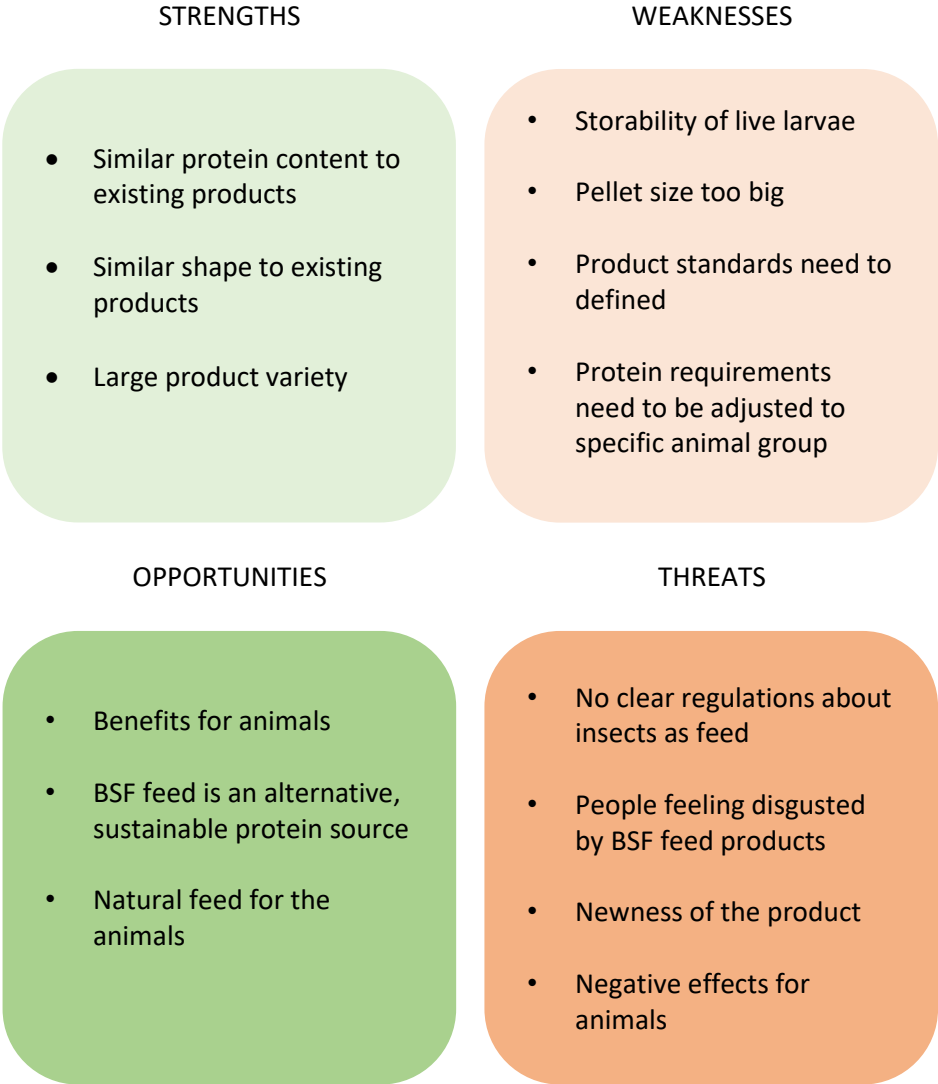 STRENGTHS
• Similar protein content to
existing products
• Similar shape to existing
products
• Large product variety
WEAKNESSES
• Storability of live larvae
• Pellet size too big
• Product standards need to
defined
• Protein requirements
need to be adjusted to
specific animal group
OPPORTUNITIES
• Benefits for animals
• BSF feed is an alternative,
sustainable protein source
• Natural feed for the
animals
THREATS
• No clear regulations about
insects as feed
• People feeling disgusted
by BSF feed products
• Newness of the product
• Negative effects for
animals